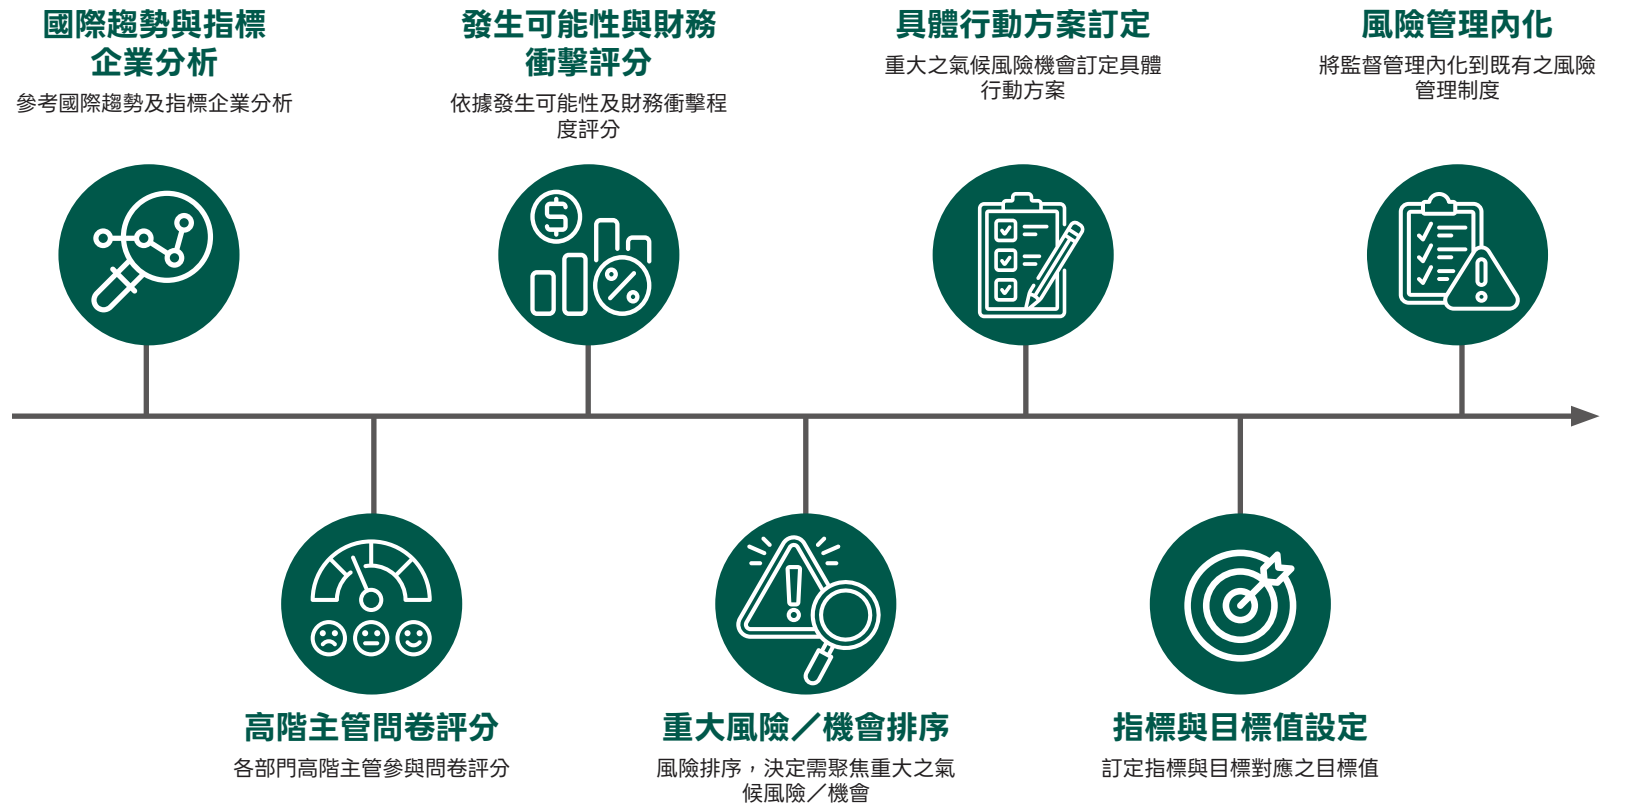 國際趨勢與指標
企業分析
參考國際趨勢及指標企業分析
高階主管問卷評分
各部門高階主管參與問卷評分
發生可能性與財務
衝擊評分
依據發生可能性及財務衝擊程
度評分
重大風險／機會排序
風險排序，決定需聚焦重大之氣
候風險／機會
具體行動方案訂定
重大之氣候風險機會訂定具體
行動方案
指標與目標值設定
訂定指標與目標對應之目標值
風險管理內化
將監督管理內化到既有之風險
管理制度